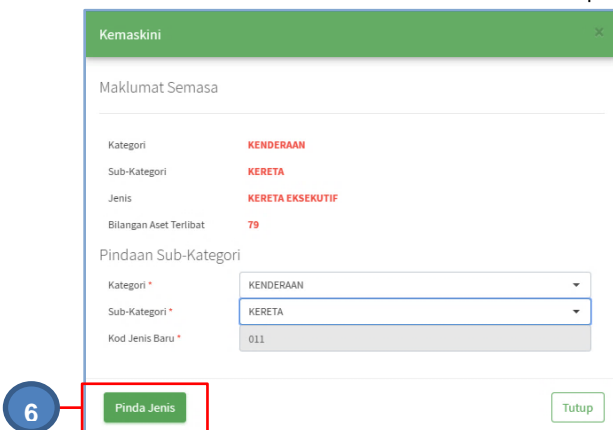 Kemaskini ×
Maklumat Semasa
Kategori KENDERAAN
Sub-Kategori KERETA
Jenis KERETA EKSEKUTIF
Bilangan Aset Terlibat 79
Pindaan Sub-Kategori
Kategori * KENDERAAN
Sub-Kategori * KERETA
Kod Jenis Baru * 011
6 Pinda Jenis Tutup